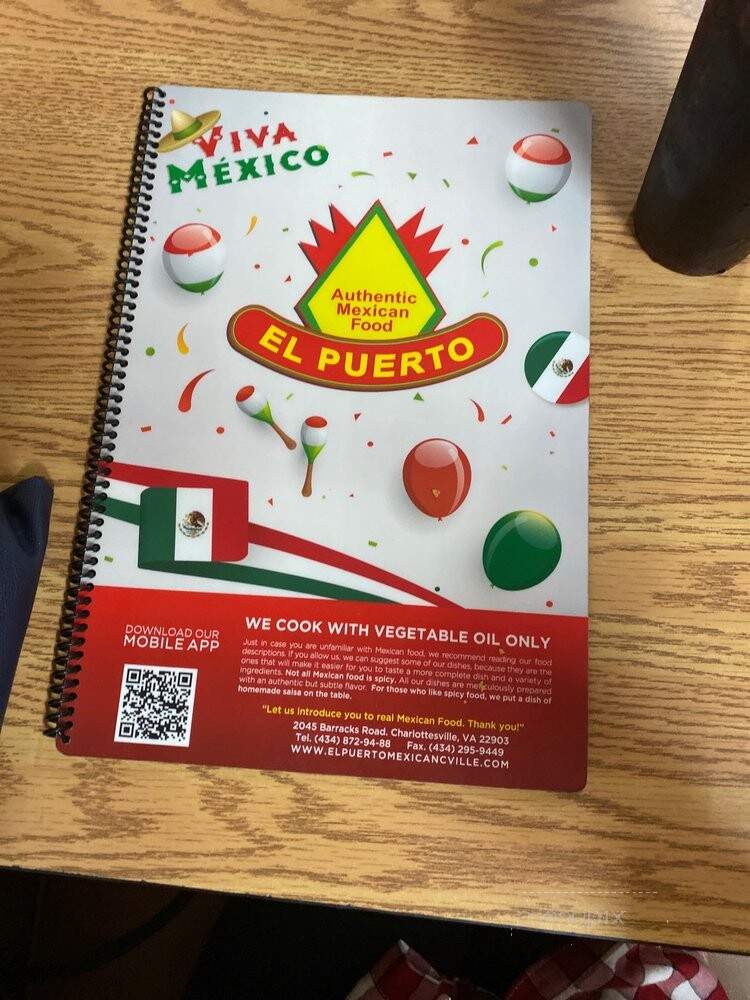 VIVA
MÉXICO
Authentic
Mexican
Food
EL PUERTO
DOWNLOAD OUR
MOBILE APP
WE COOK WITH VEGETABLE OIL ONLY
Just in case you are unfamiliar with Mexican food, we recommend reading our food
descriptions. If you allow us, we can suggest some of our dishes, because they are the
ones that will make it easier for you to taste a more complete dish and a variety of
ingredients. Not all Mexican food is spicy. All our dishes are meticulously prepared
with an authentic but subtle flavor. For those who like spicy food, we put a dish of
homemade salsa on the table.
"Let us introduce you to real Mexican Food. Thank you!"
2045 Barracks Road. Charlottesville, VA 22903
Tel. (434) 872-94-88 Fax. (434) 295-9449
WWW.ELPUERTOMEXICANCVILLE.COM